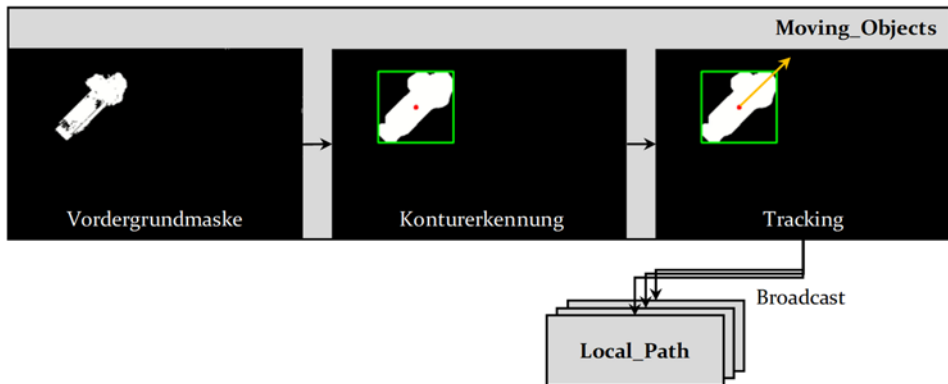 Moving_Objects
Vordergrundmaske
Konturerkennung
Tracking
Broadcast
Local_Path